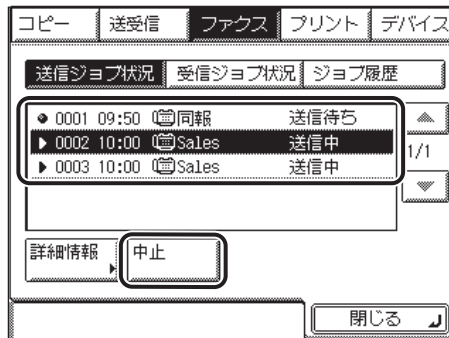 コピー 送受信 ファクス プリント デバイス
送信ジョブ状況 受信ジョブ状況 ジョブ履歴
0001 09:50 同報 送信待ち
0002 10:00 Sales 送信中
0003 10:00 Sales 送信中
1/1
詳細情報 中止
閉じる